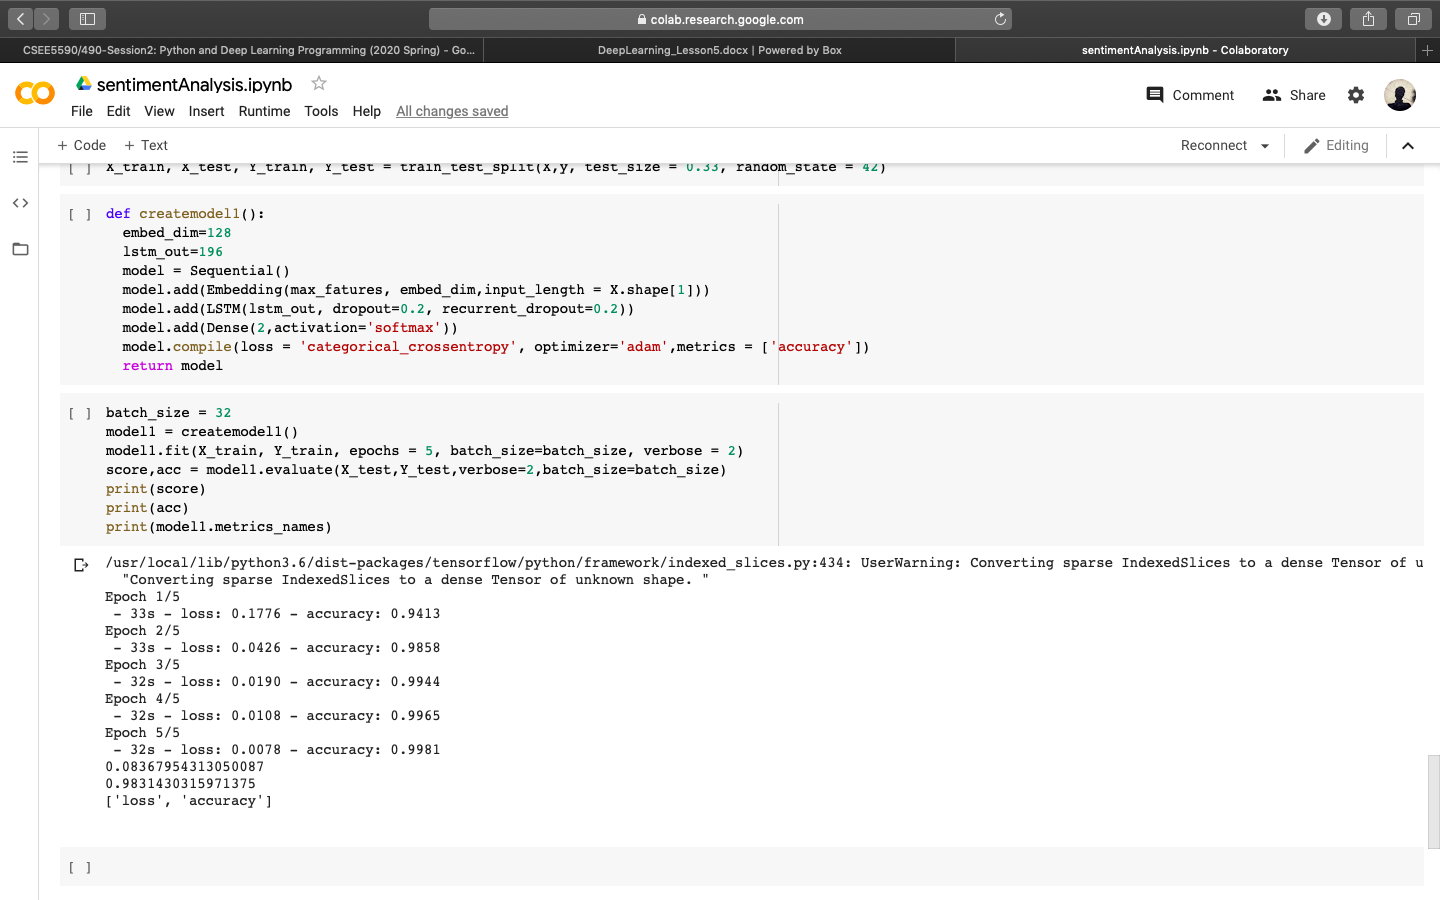 colab.research.google.com
CSEE5590/490-Session2: Python and Deep Learning Programming (2020 Spring) - Go...
DeepLearning_Lesson5.docx | Powered by Box
sentimentAnalysis.ipynb - Colaboratory
sentimentAnalysis.ipynb
File Edit View Insert Runtime Tools Help All changes saved
Comment
Share
+ Code + Text
Reconnect
Editing
[ ] X_train, X_test, Y_train, Y_test = train_test_split(X,y, test_size = 0.33, random_state = 42)
[ ] def createmodel1():
embed_dim=128
lstm_out=196
model = Sequential()
model.add(Embedding(max_fatures, embed_dim,input_length = X.shape[1]))
model.add(LSTM(lstm_out, dropout=0.2, recurrent_dropout=0.2))
model.add(Dense(2,activation='softmax'))
model.compile(loss = 'categorical_crossentropy', optimizer='adam',metrics = ['accuracy'])
return model
[ ] batch_size = 32
model1 = createmodel1()
model1.fit(X_train, Y_train, epochs = 5, batch_size=batch_size, verbose = 2)
score,acc = model1.evaluate(X_test,Y_test,verbose=2,batch_size=batch_size)
print(score)
print(acc)
print(model1.metrics_names)
/usr/local/lib/python3.6/dist-packages/tensorflow/python/framework/indexed_slices.py:434: UserWarning: Converting sparse IndexedSlices to a dense Tensor of u
"Converting sparse IndexedSlices to a dense Tensor of unknown shape. "
Epoch 1/5
- 33s - loss: 0.1776 - accuracy: 0.9413
Epoch 2/5
- 33s - loss: 0.0426 - accuracy: 0.9858
Epoch 3/5
- 32s - loss: 0.0190 - accuracy: 0.9944
Epoch 4/5
- 32s - loss: 0.0108 - accuracy: 0.9965
Epoch 5/5
- 32s - loss: 0.0078 - accuracy: 0.9981
0.08367954313050087
0.9831430315971375
['loss', 'accuracy']
[ ]